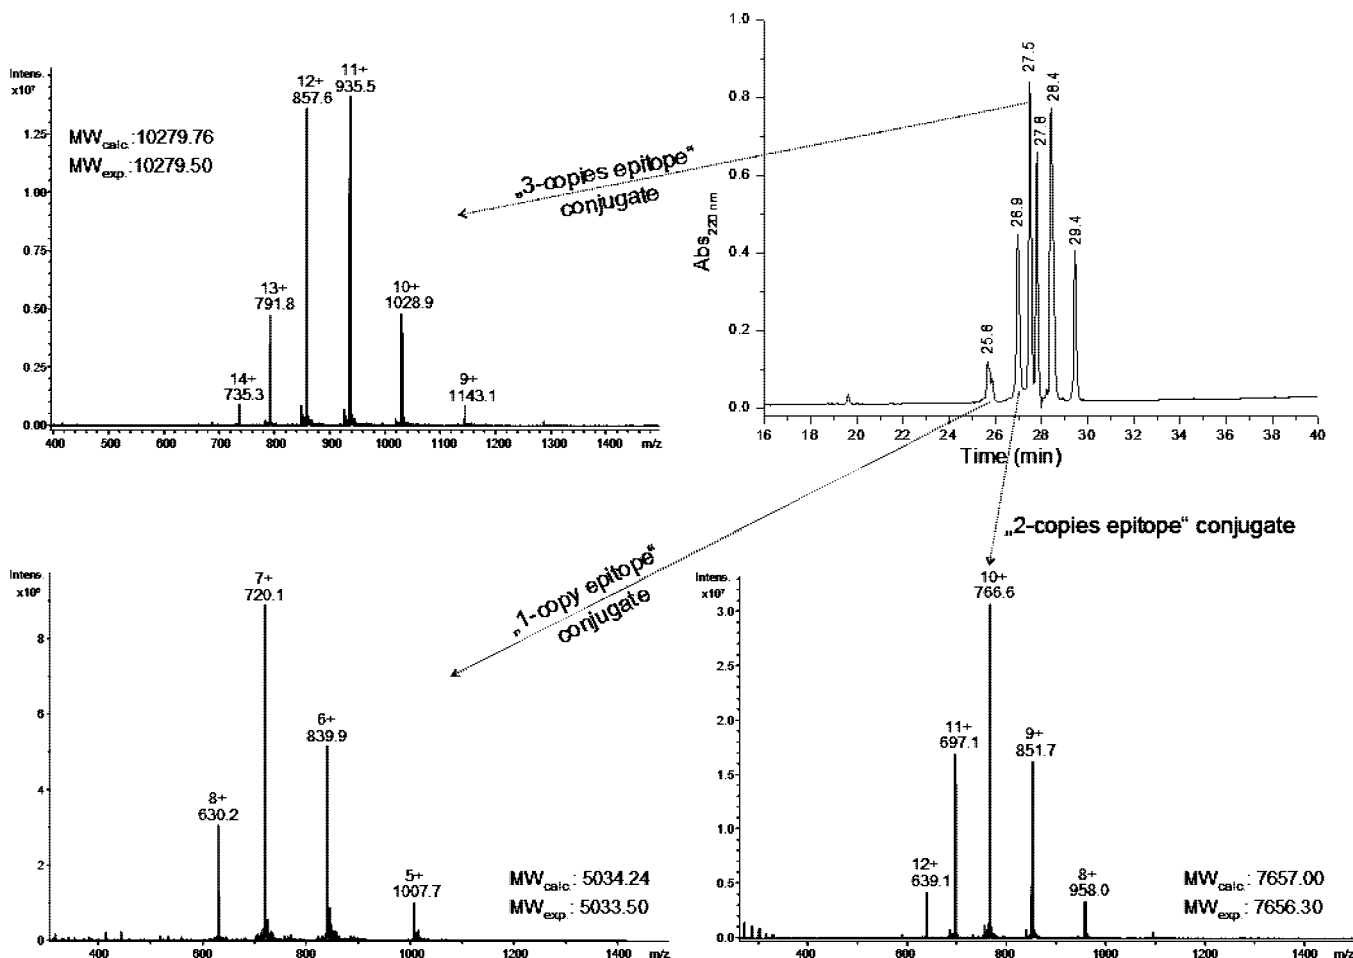 Intens.
x10⁷
1.25
1.00
0.75
0.50
0.25
0.00
MWcalc.:10279.76
MWexp.:10279.50
14+
735.3
13+
791.8
12+
857.6
11+
935.5
10+
1028.9
9+
1143.1
400 600 700 800 900 1000 1100 1200 1300 1400 m/z
„3-copies epitope“
conjugate
1.0
0.8
0.6
0.4
0.2
0.0
Abs220 nm
25.6
26.9
27.5
27.8
28.4
29.4
16 20 22 24 26 28 30 32 34 36 38 40
Time (min)
„1-copy epitope“
conjugate
„2-copies epitope“ conjugate
Intens.
8
6
4
2
0
8+
630.2
7+
720.1
6+
839.9
5+
1007.7
MWcalc.: 5034.24
MWexp.: 5033.50
400 600 800 1000 1200 1400 m/z
Intens.
x10⁷
3.0
2.5
2.0
1.5
1.0
0.5
0.0
12+
639.1
11+
697.1
10+
766.6
9+
851.7
8+
958.0
MWcalc.: 7657.00
MWexp.: 7656.30
400 600 800 1000 1200 1400 m/z